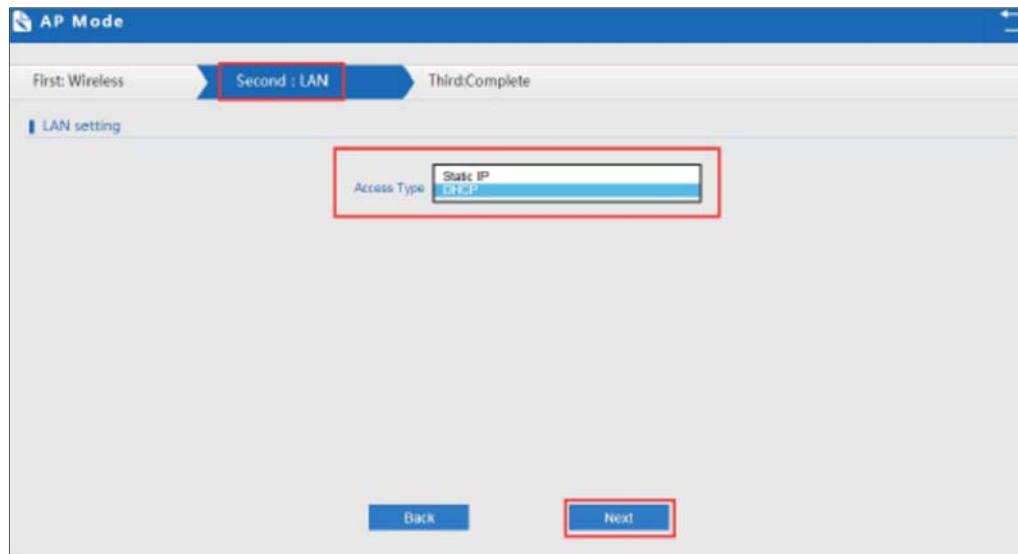 AP Mode
First: Wireless Second : LAN Third:Complete
LAN setting
Access Type
Static IP
DHCP
Back Next